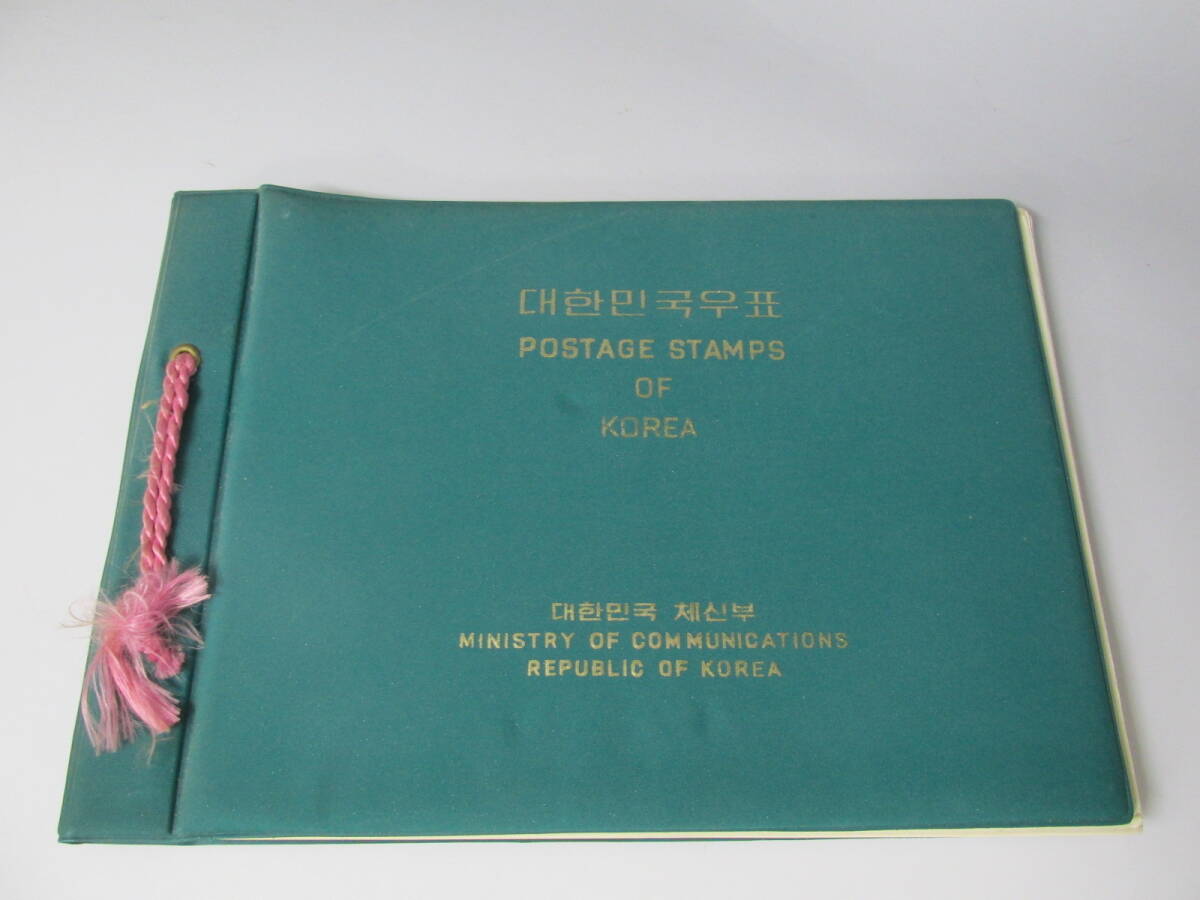 대한민국우표
POSTAGE STAMPS
OF
KOREA
대한민국 체신부
MINISTRY OF COMMUNICATIONS
REPUBLIC OF KOREA